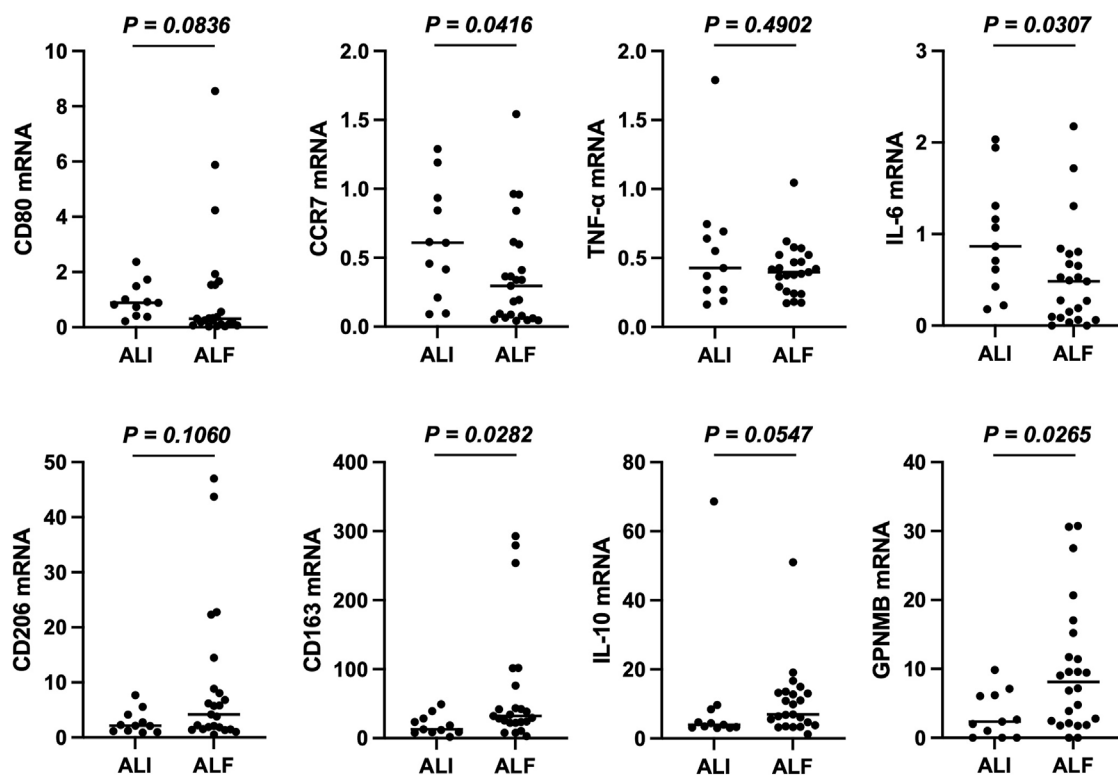 P = 0.0836
CD80 mRNA
10
8
6
4
2
0
ALI ALF
P = 0.0416
CCR7 mRNA
2.0
1.5
1.0
0.5
0.0
ALI ALF
P = 0.4902
TNF-α mRNA
2.0
1.5
1.0
0.5
0.0
ALI ALF
P = 0.0307
IL-6 mRNA
3
2
1
0
ALI ALF
P = 0.1060
CD206 mRNA
50
40
30
20
10
0
ALI ALF
P = 0.0282
CD163 mRNA
400
300
200
100
0
ALI ALF
P = 0.0547
IL-10 mRNA
80
60
40
20
0
ALI ALF
P = 0.0265
GPNMB mRNA
40
30
20
10
0
ALI ALF